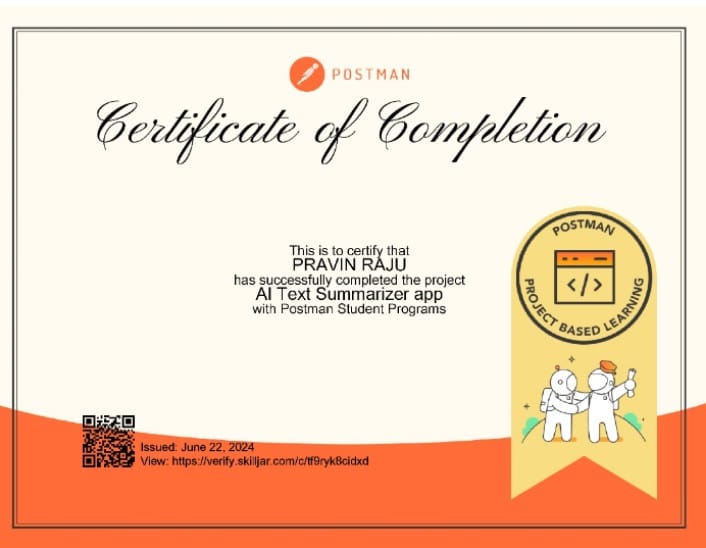 POSTMAN
Certificate of Completion
This is to certify that
PRAVIN RAJU
has successfully completed the project
AI Text Summarizer app
with Postman Student Programs
POSTMAN
</>
PROJECT BASED LEARNING
Issued: June 22, 2024
View: https://verify.skilljar.com/c/tf9ryk8cidxd